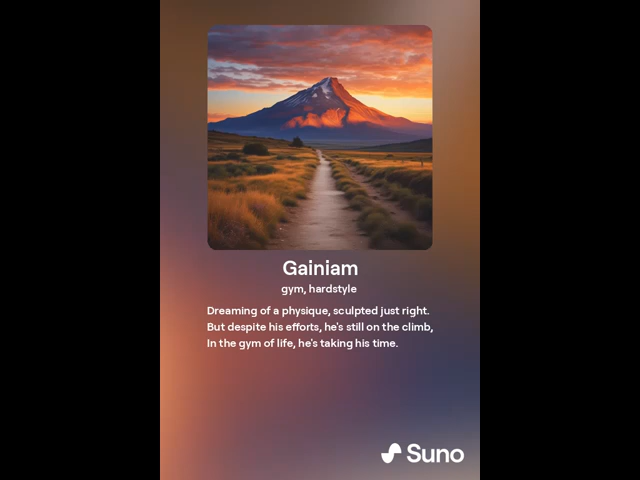 Gainiam
gym, hardstyle
Dreaming of a physique, sculpted just right.
But despite his efforts, he's still on the climb,
In the gym of life, he's taking his time.
Suno